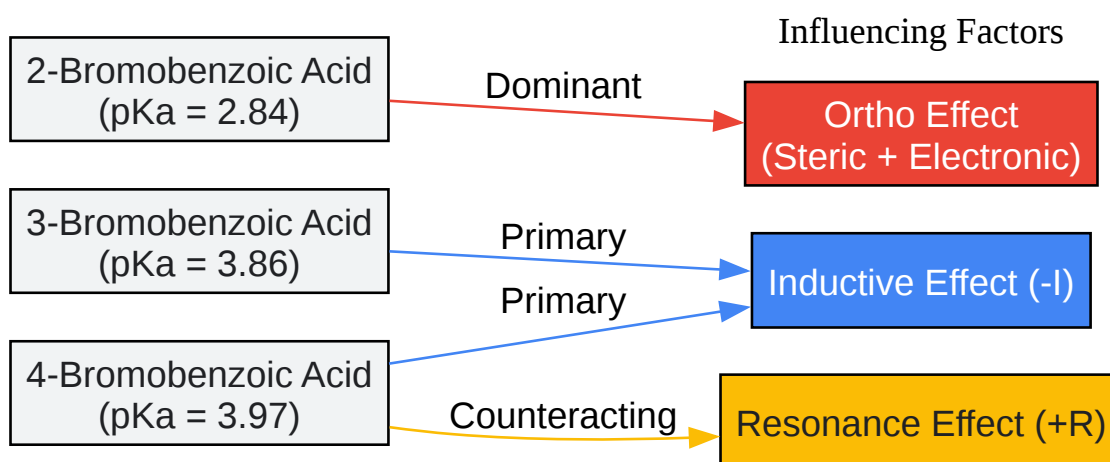 Influencing Factors
2-Bromobenzoic Acid
(pKa = 2.84)
Dominant
Ortho Effect
(Steric + Electronic)
3-Bromobenzoic Acid
(pKa = 3.86)
Primary
Inductive Effect (-I)
Primary
4-Bromobenzoic Acid
(pKa = 3.97)
Counteracting
Resonance Effect (+R)